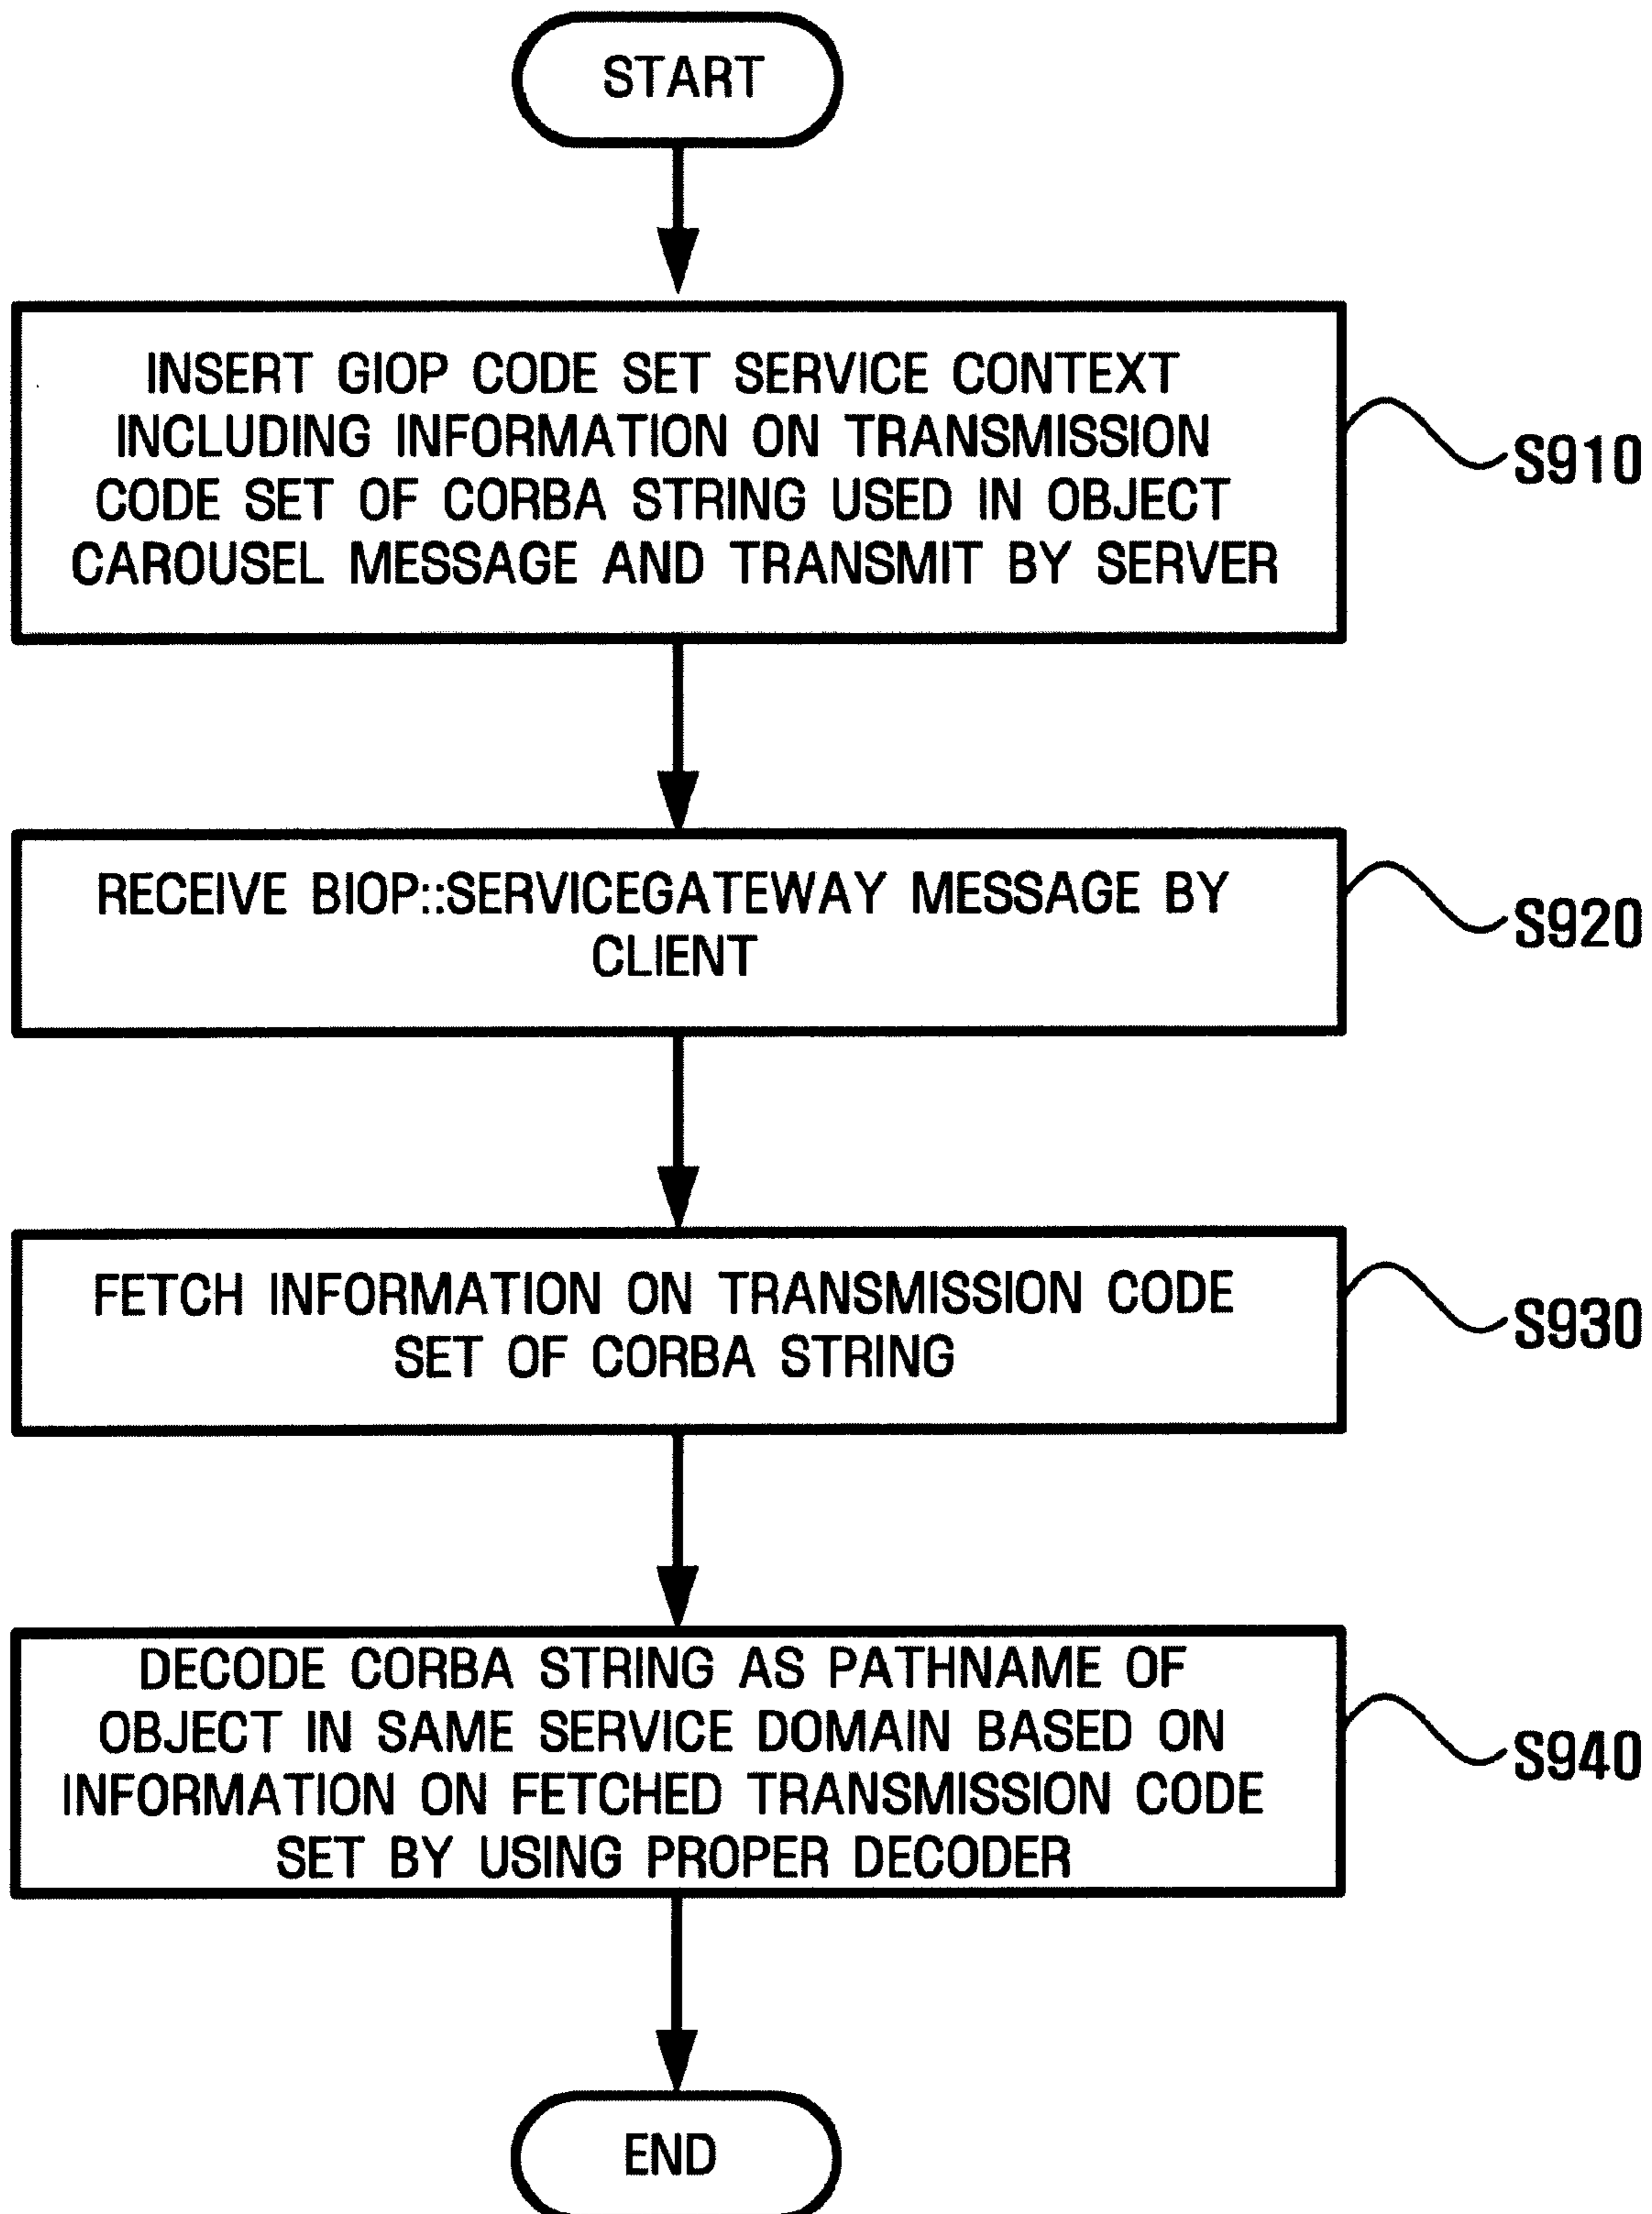 START
INSERT GIOP CODE SET SERVICE CONTEXT
INCLUDING INFORMATION ON TRANSMISSION
CODE SET OF CORBA STRING USED IN OBJECT
CAROUSEL MESSAGE AND TRANSMIT BY SERVER
S910
RECEIVE BIOP::SERVICEGATEWAY MESSAGE BY
CLIENT
S920
FETCH INFORMATION ON TRANSMISSION CODE
SET OF CORBA STRING
S930
DECODE CORBA STRING AS PATHNAME OF
OBJECT IN SAME SERVICE DOMAIN BASED ON
INFORMATION ON FETCHED TRANSMISSION CODE
SET BY USING PROPER DECODER
S940
END